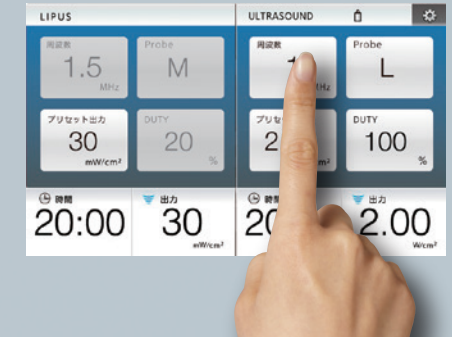 LIPUS
周波数
1.5
MHz
Probe
M
プリセット出力
30
mW/cm²
DUTY
20
%
時間
20:00
出力
30
mW/cm²
ULTRASOUND
周波数
MHz
Probe
L
DUTY
100
%
出力
2.00
W/cm²